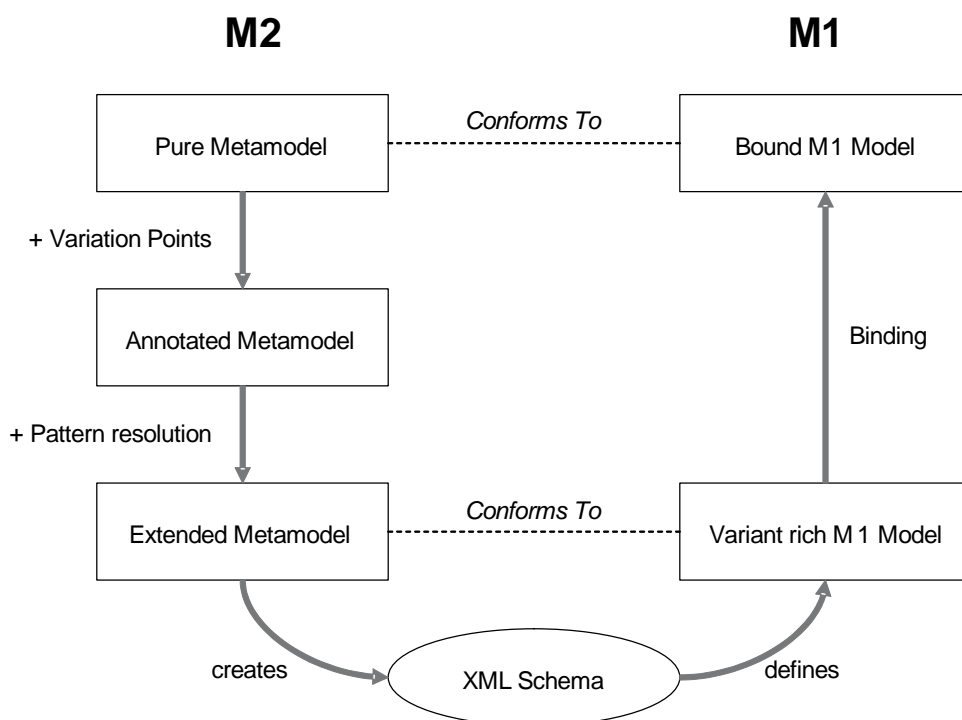 M2
M1
Pure Metamodel
Conforms To
Bound M1 Model
+ Variation Points
Annotated Metamodel
Binding
+ Pattern resolution
Extended Metamodel
Conforms To
Variant rich M1 Model
creates
XML Schema
defines